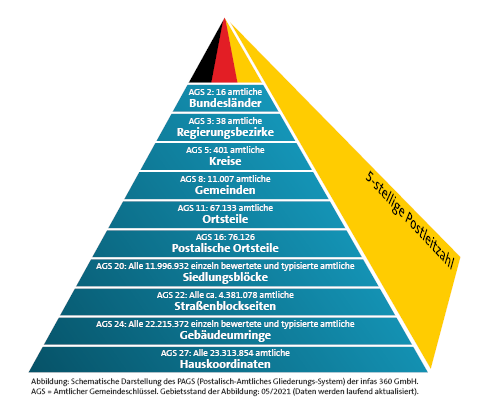 AGS 2: 16 amtliche
Bundesländer
AGS 3: 38 amtliche
Regierungsbezirke
AGS 5: 401 amtliche
Kreise
AGS 8: 11.007 amtliche
Gemeinden
AGS 11: 67.133 amtliche
Ortsteile
AGS 16: 76.126
Postalische Ortsteile
AGS 20: Alle 11.996.932 einzeln bewertete und typisierte amtliche
Siedlungsblöcke
AGS 22: Alle ca. 4.381.078 amtliche
Straßenblockseiten
AGS 24: Alle 22.215.372 einzeln bewertete und typisierte amtliche
Gebäudeumringe
AGS 27: Alle 23.313.854 amtliche
Hauskoordinaten
5-stellige Postleitzahl
Abbildung: Schematische Darstellung des PAGS (Postalisch-Amtliches Gliederungs-System) der infas 360 GmbH.
AGS = Amtlicher Gemeindeschlüssel. Gebietsstand der Abbildung: 05/2021 (Daten werden laufend aktualisiert).